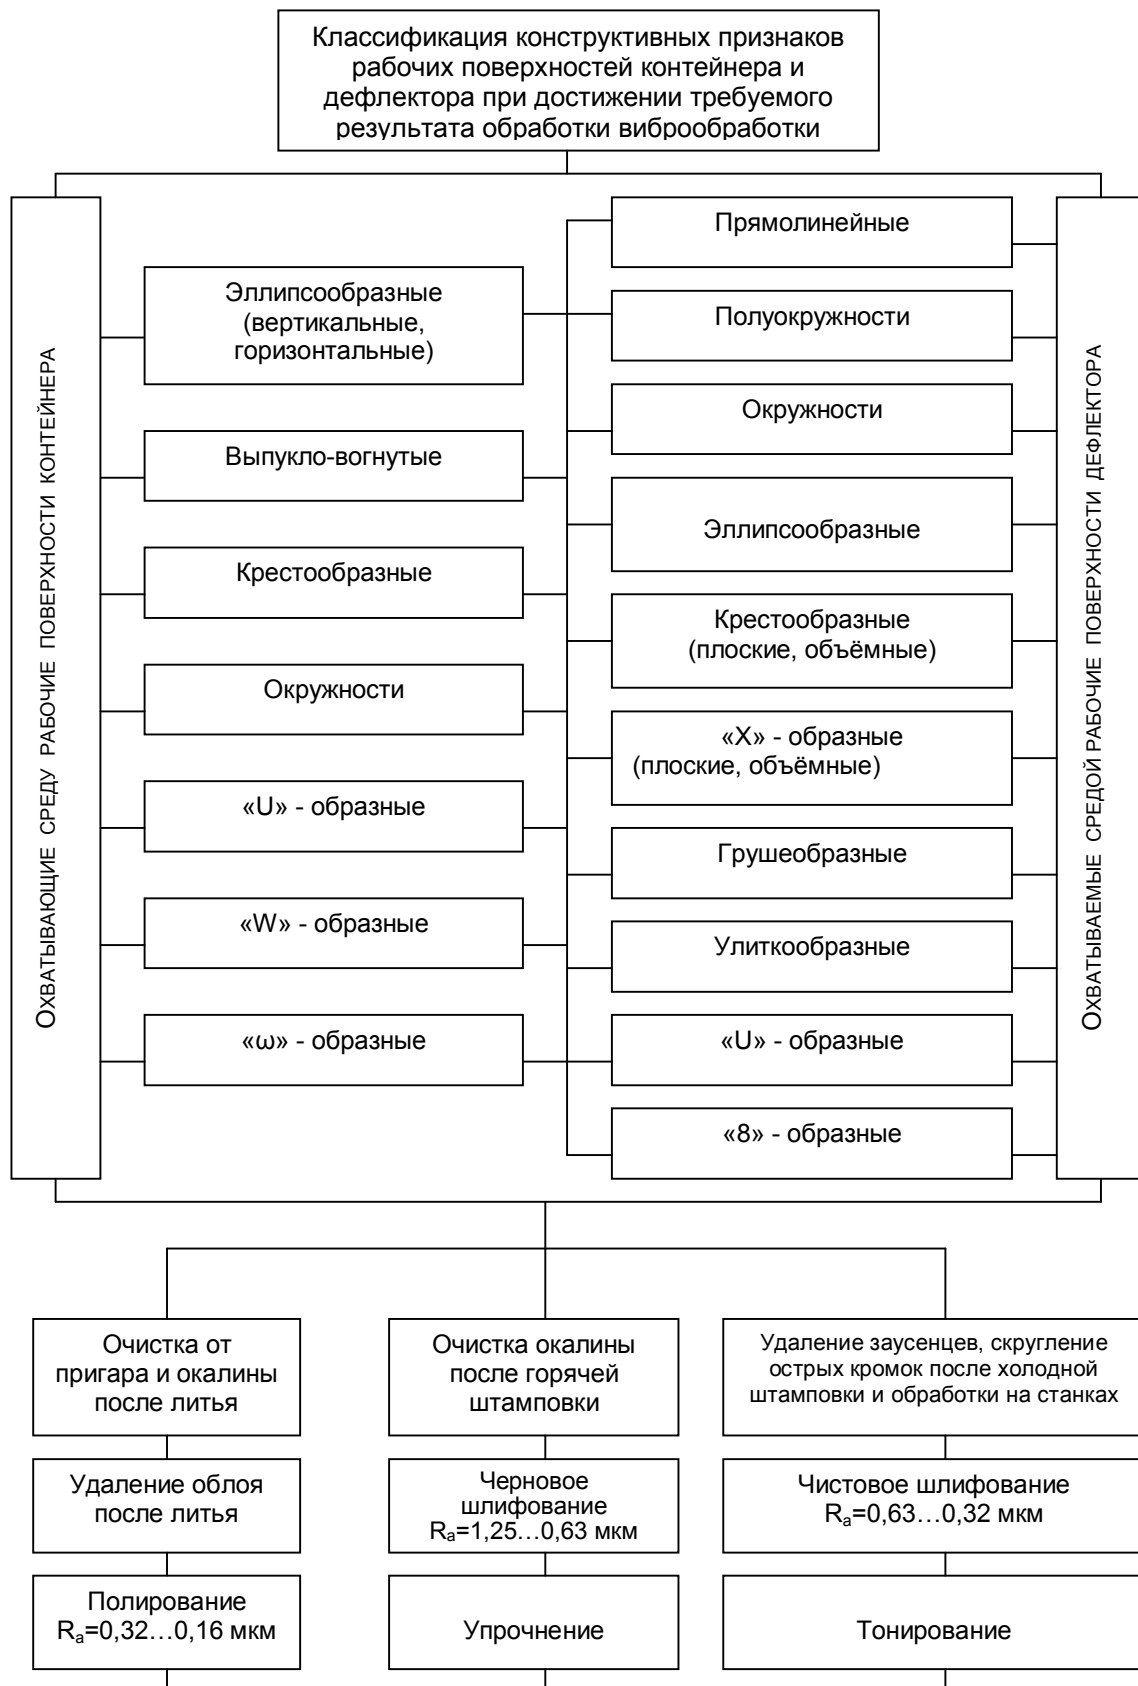 Классификация конструктивных признаков
рабочих поверхностей контейнера и
дефлектора при достижении требуемого
результата обработки виброобработки
ОХВАТЫВАЮЩИЕ СРЕДУ РАБОЧИЕ ПОВЕРХНОСТИ КОНТЕЙНЕРА
Эллипсообразные
(вертикальные,
горизонтальные)
Выпукло-вогнутые
Крестообразные
Окружности
«U» - образные
«W» - образные
«ω» - образные
Прямолинейные
Полуокружности
Окружности
Эллипсообразные
Крестообразные
(плоские, объёмные)
«X» - образные
(плоские, объёмные)
Грушеобразные
Улиткообразные
«U» - образные
«8» - образные
ОХВАТЫВАЕМЫЕ СРЕДОЙ РАБОЧИЕ ПОВЕРХНОСТИ ДЕФЛЕКТОРА
Очистка от
пригара и окалины
после литья
Очистка окалины
после горячей
штамповки
Удаление заусенцев, скругление
острых кромок после холодной
штамповки и обработки на станках
Удаление облоя
после литья
Черновое
шлифование
Ra=1,25...0,63 мкм
Чистовое шлифование
Ra=0,63...0,32 мкм
Полирование
Ra=0,32...0,16 мкм
Упрочнение
Тонирование